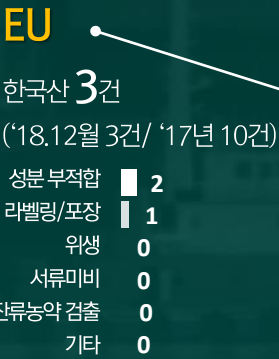 EU
한국산 3건
(‘18.12월 3건/ ‘17년 10건)
성분 부적합 2
라벨링/포장 1
위생 0
서류미비 0
잔류농약 검출 0
기타 0